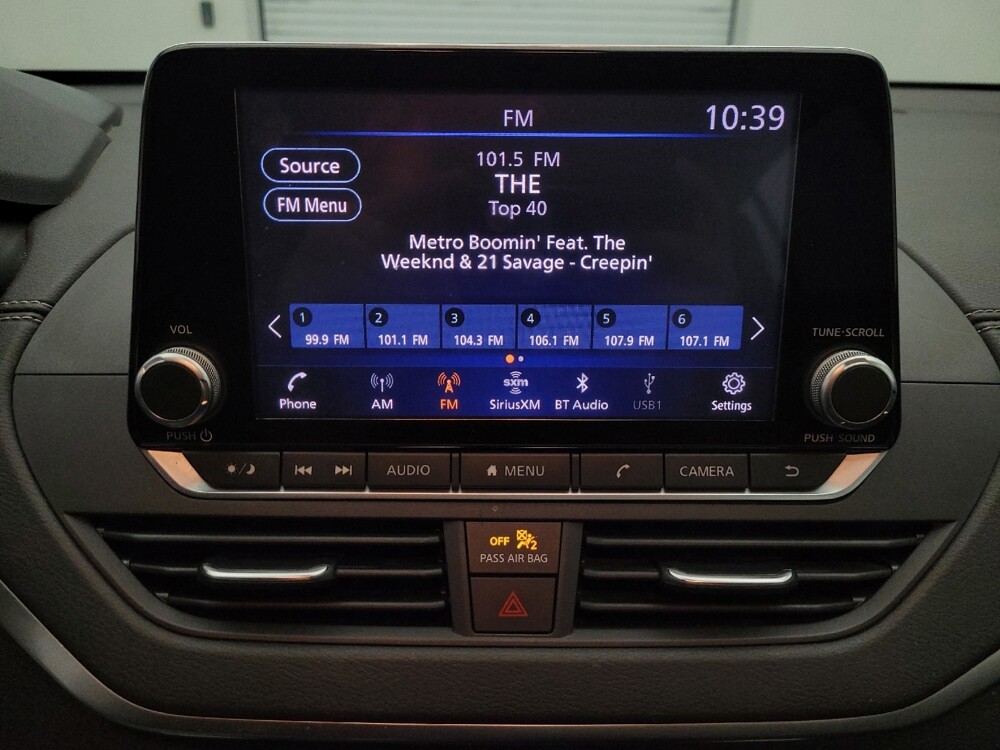 FM
10:39
Source
FM Menu
101.5 FM
THE
Top 40
Metro Boomin' Feat. The
Weeknd & 21 Savage - Creepin'
1
99.9 FM
2
101.1 FM
3
104.3 FM
4
106.1 FM
5
107.9 FM
6
107.1 FM
Phone
AM
FM
sxm
SiriusXM
BT Audio
USB1
Settings
VOL
PUSH
TUNE·SCROLL
PUSH SOUND
AUDIO
MENU
CAMERA
OFF
2
PASS AIR BAG